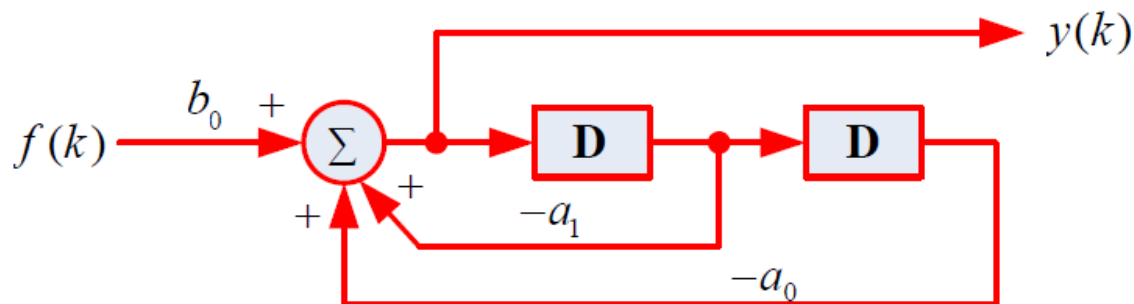 y(k)
b₀ +
f(k) Σ D D
+ +
−a₁
−a₀